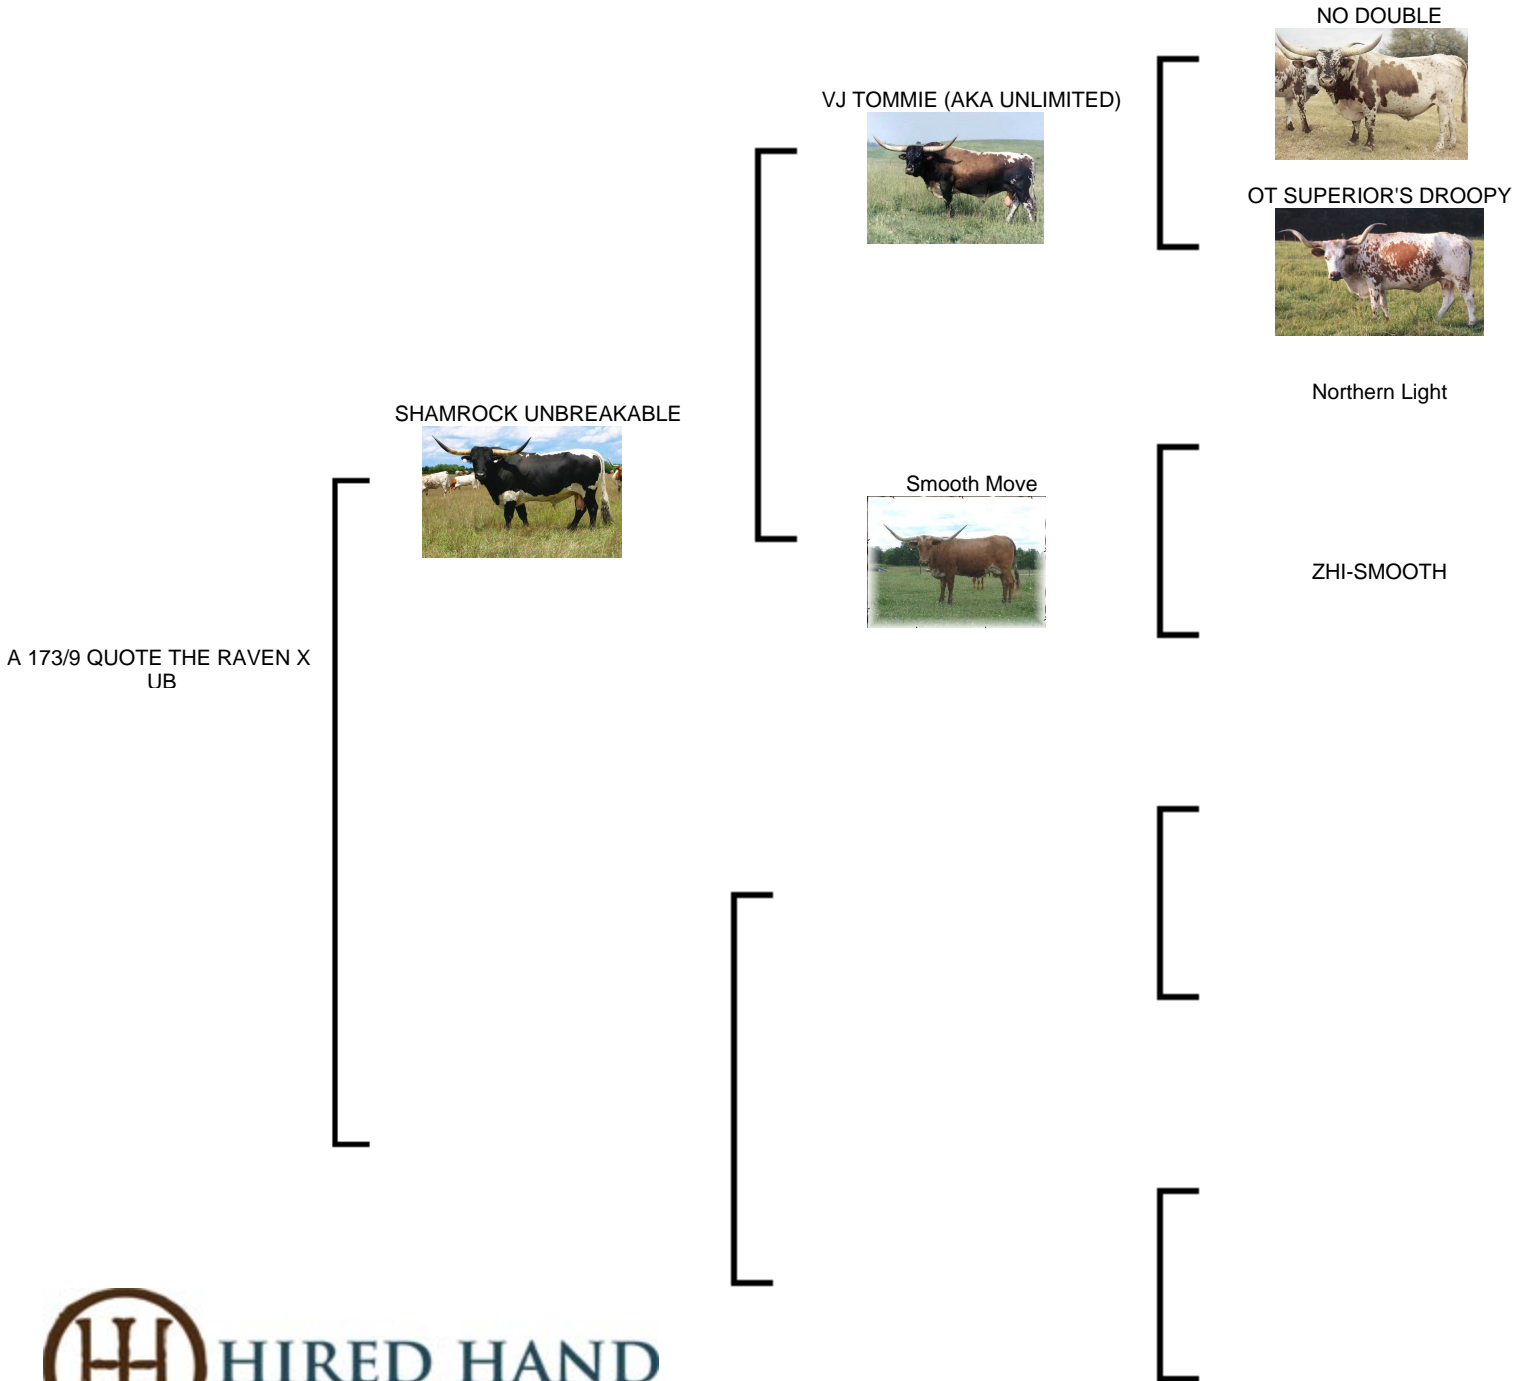 NO DOUBLE
VJ TOMMIE (AKA UNLIMITED)
OT SUPERIOR'S DROOPY
Northern Light
SHAMROCK UNBREAKABLE
Smooth Move
ZHI-SMOOTH
A 173/9 QUOTE THE RAVEN X
UB
HIRED HAND